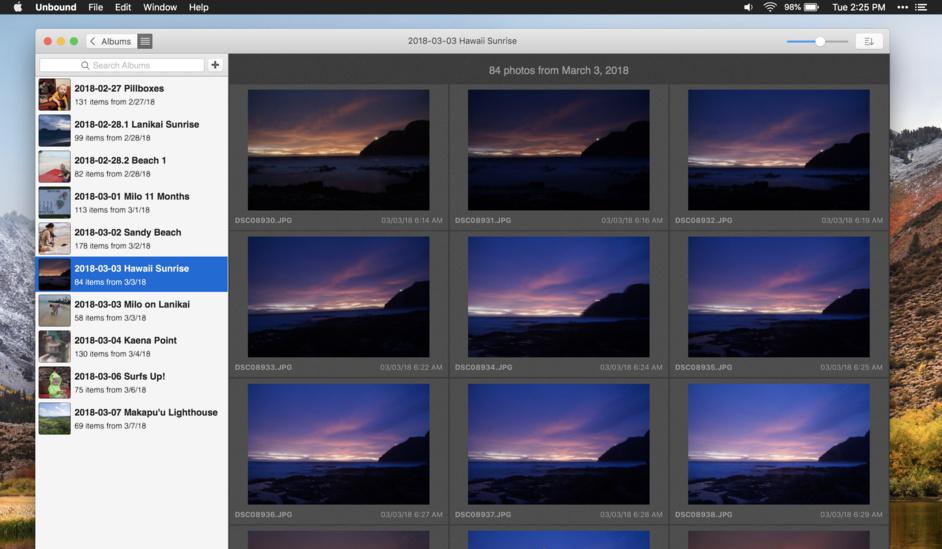 Unbound File Edit Window Help 98% Tue 2:25 PM
Albums 2018-03-03 Hawaii Sunrise
Search Albums
2018-02-27 Pillboxes
131 items from 2/27/18
2018-02-28.1 Lanikai Sunrise
99 items from 2/28/18
2018-02-28.2 Beach 1
82 items from 2/28/18
2018-03-01 Milo 11 Months
113 items from 3/1/18
2018-03-02 Sandy Beach
178 items from 3/2/18
2018-03-03 Hawaii Sunrise
84 items from 3/3/18
2018-03-03 Milo on Lanikai
58 items from 3/3/18
2018-03-04 Kaena Point
130 items from 3/4/18
2018-03-06 Surfs Up!
75 items from 3/6/18
2018-03-07 Makapu'u Lighthouse
69 items from 3/7/18
84 photos from March 3, 2018
DSC08930.JPG 03/03/18 6:14 AM DSC08931.JPG 03/03/18 6:16 AM DSC08932.JPG 03/03/18 6:19 AM
DSC08933.JPG 03/03/18 6:22 AM DSC08934.JPG 03/03/18 6:24 AM DSC08935.JPG 03/03/18 6:25 AM
DSC08936.JPG 03/03/18 6:27 AM DSC08937.JPG 03/03/18 6:28 AM DSC08938.JPG 03/03/18 6:29 AM